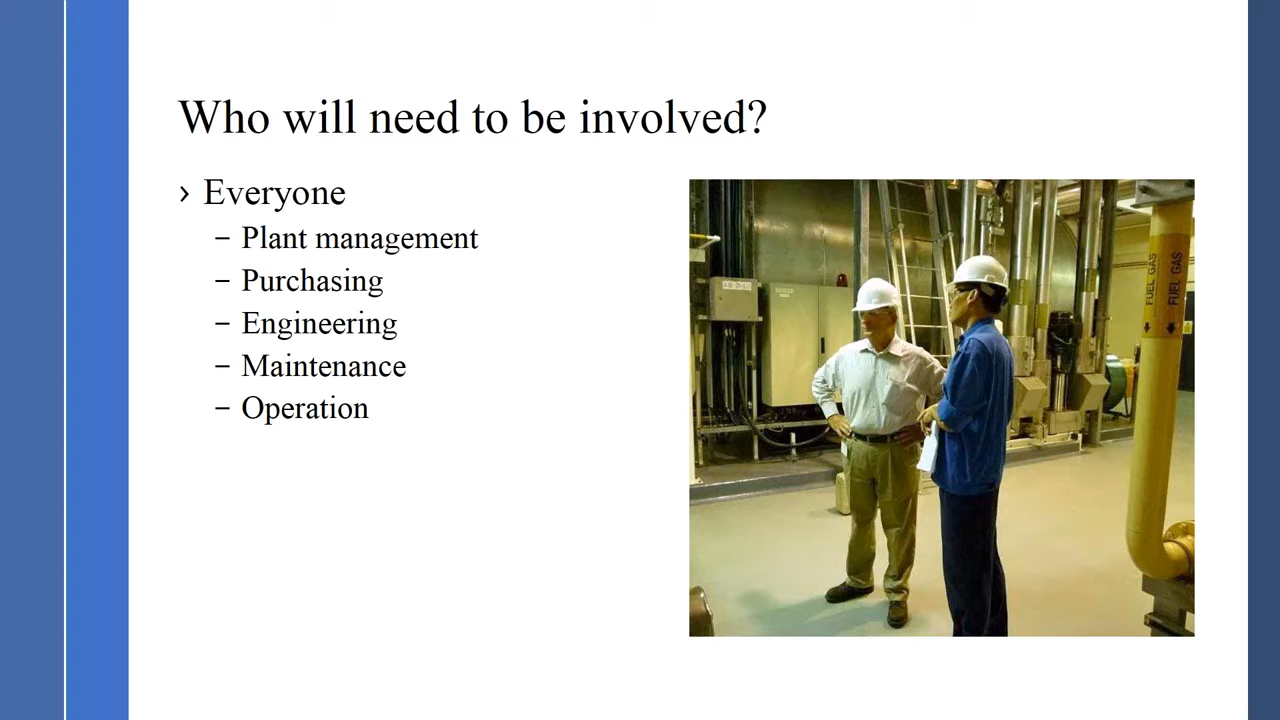 Who will need to be involved?
› Everyone
– Plant management
– Purchasing
– Engineering
– Maintenance
– Operation
FUEL GAS
FUEL GAS